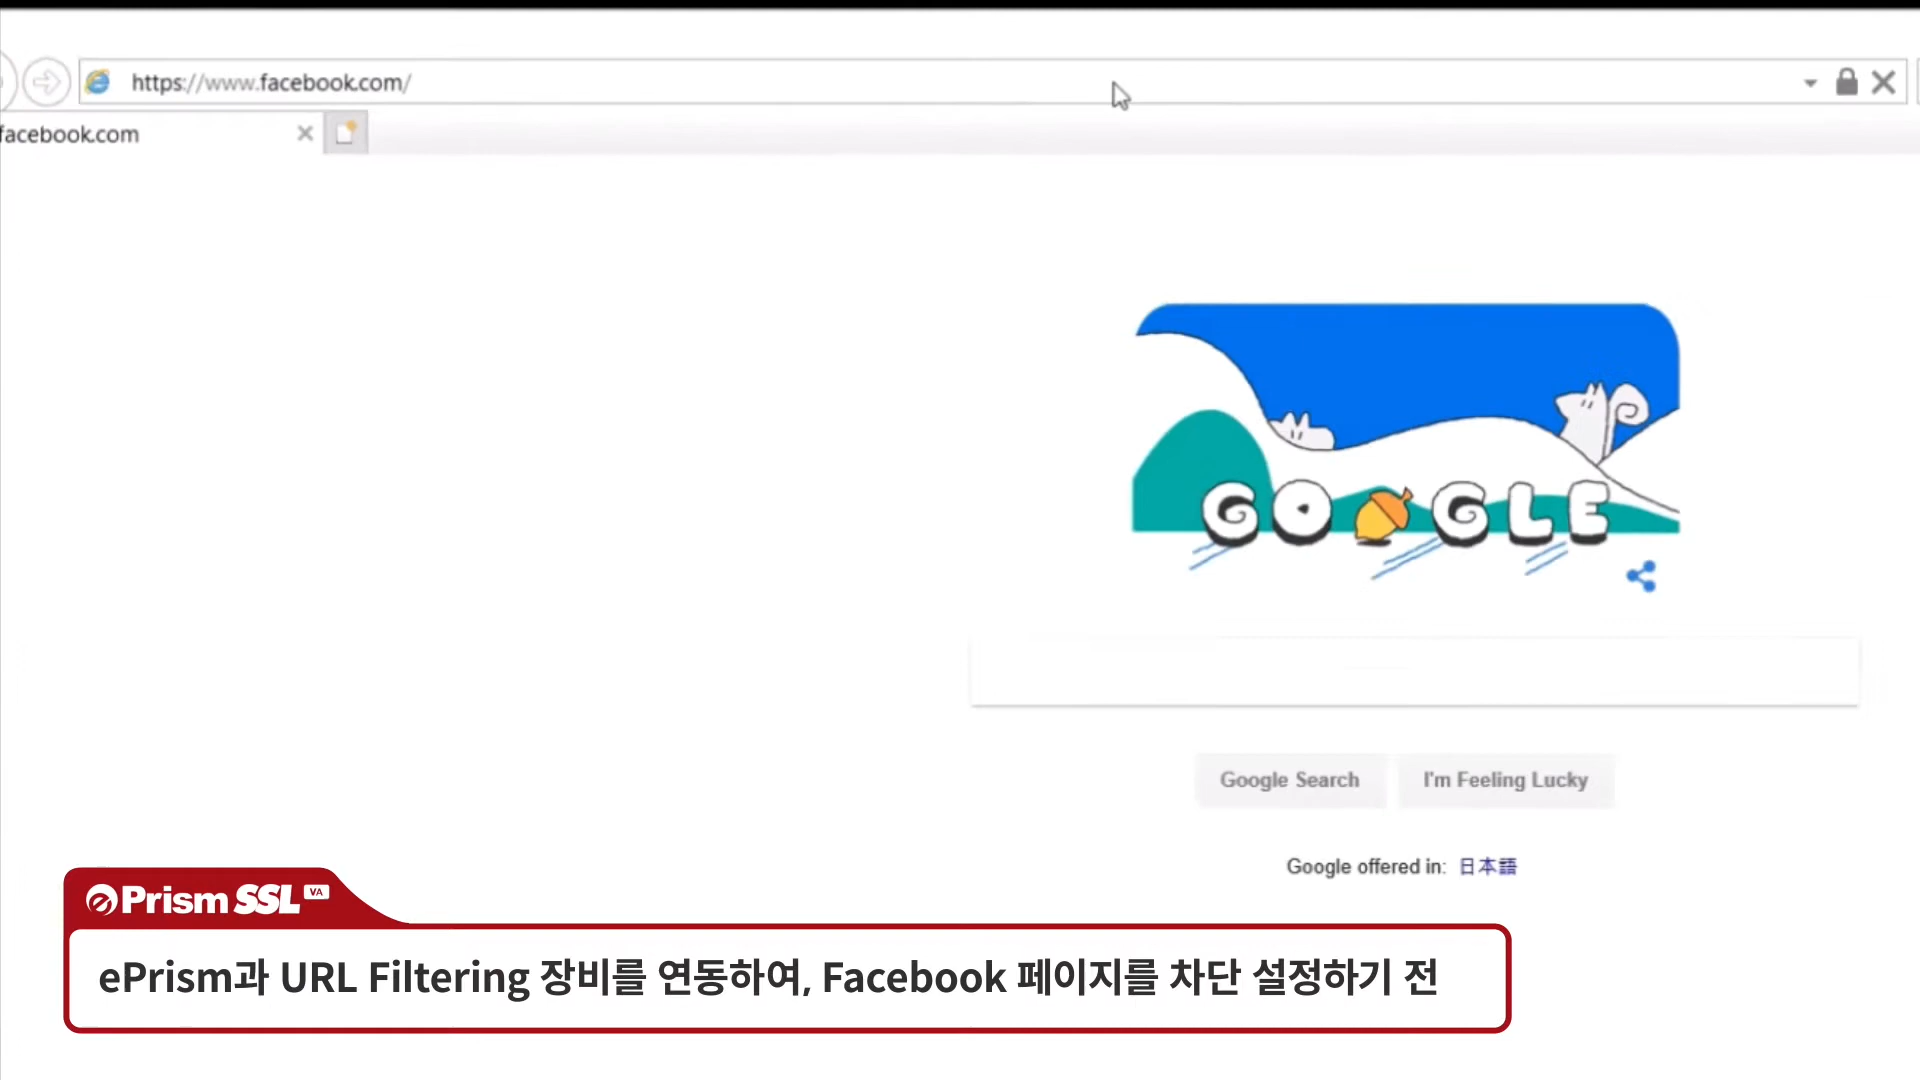 https://www.facebook.com/
facebook.com
GOOGLE
Google Search
I'm Feeling Lucky
Google offered in: 日本語
ePrism SSL VA
ePrism과 URL Filtering 장비를 연동하여, Facebook 페이지를 차단 설정하기 전